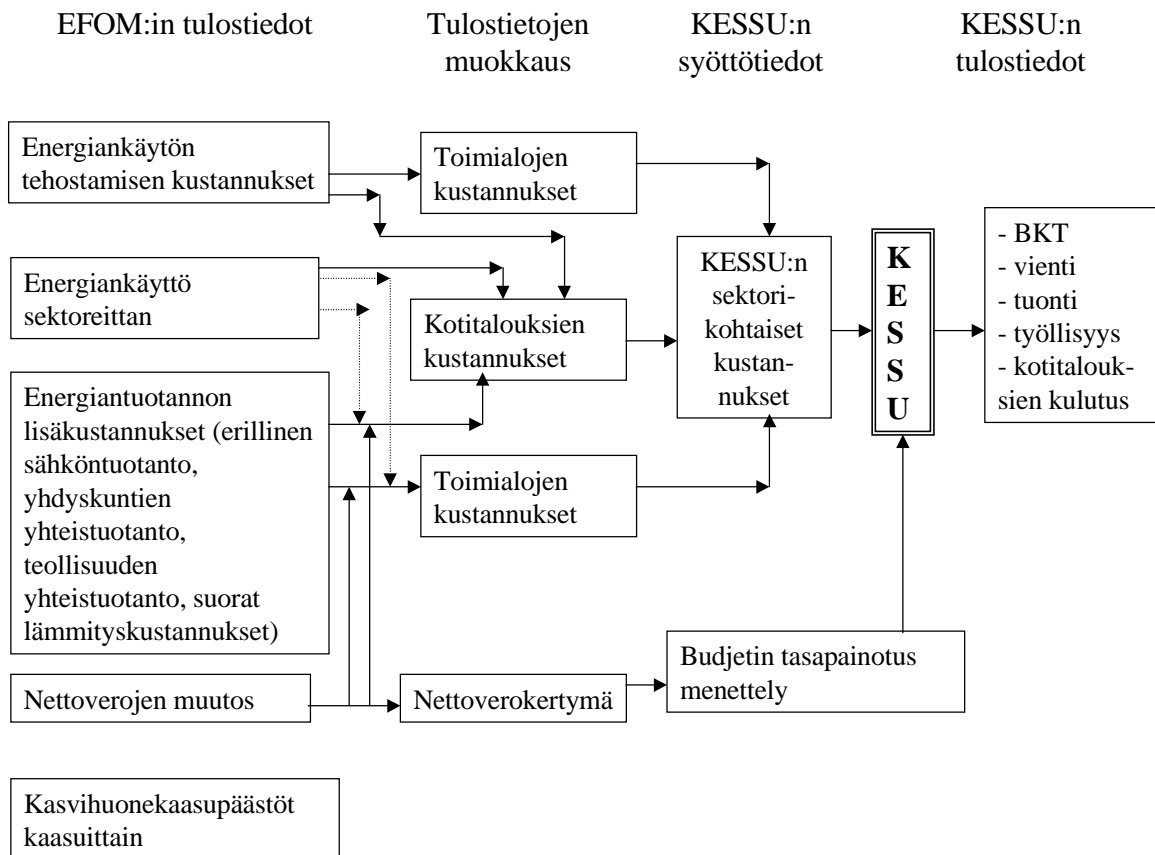 EFOM:in tulostiedot
Tulostietojen
muokkaus
KESSU:n
syöttötiedot
KESSU:n
tulostiedot
Energiankäytön
tehostamisen kustannukset
Toimialojen
kustannukset
Energiankäyttö
sektoreittan
Kotitalouksien
kustannukset
KESSU:n
sektori-
kohtaiset
kustan-
nukset
K
E
S
S
U
- BKT
- vienti
- tuonti
- työllisyys
- kotitalouk-
sien kulutus
Energiantuotannon
lisäkustannukset (erillinen
sähköntuotanto,
yhdyskuntien
yhteistuotanto,
teollisuuden
yhteistuotanto, suorat
lämmityskustannukset)
Toimialojen
kustannukset
Nettoverojen muutos
Nettoverokertymä
Budjetin tasapainotus
menettely
Kasvihuonekaasupäästöt
kaasuittain